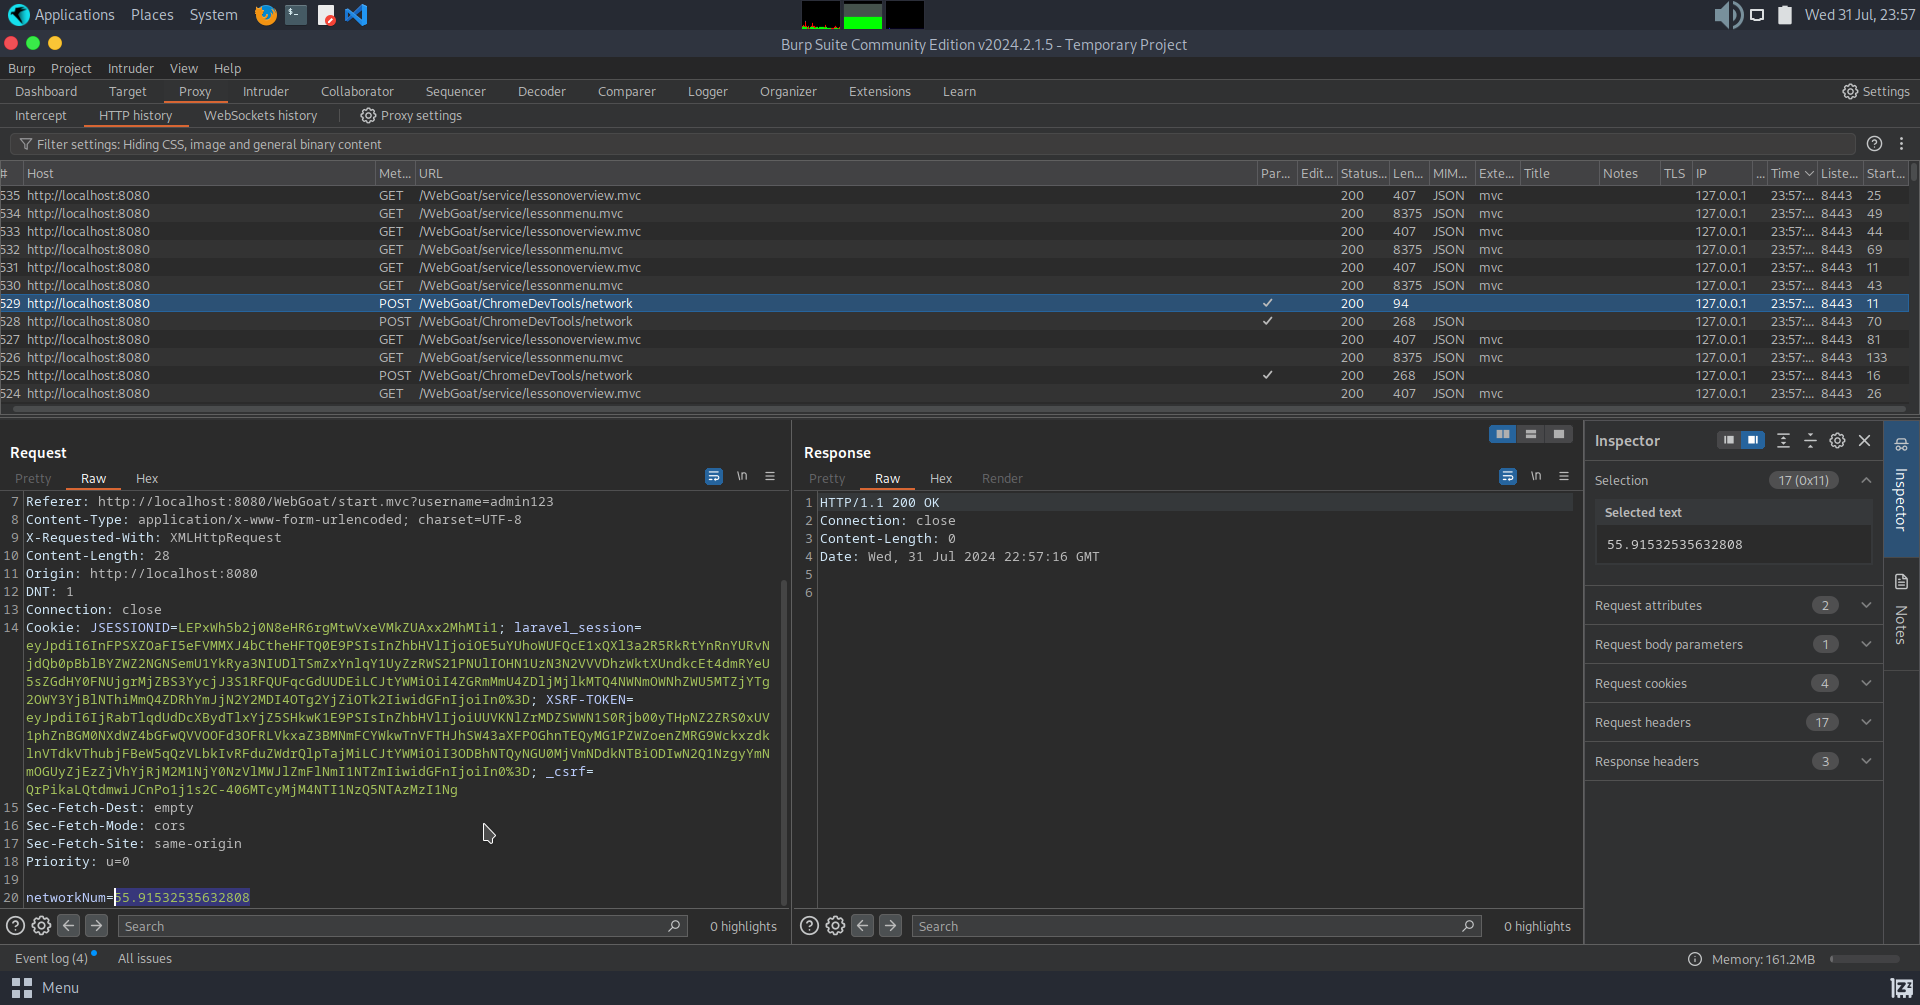 Applications Places System Wed 31 Jul, 23:57
Burp Suite Community Edition v2024.2.1.5 - Temporary Project
Burp Project Intruder View Help
Dashboard Target Proxy Intruder Collaborator Sequencer Decoder Comparer Logger Organizer Extensions Learn Settings
Intercept HTTP history WebSockets history Proxy settings
Filter settings: Hiding CSS, image and general binary content
# Host Met... URL Par... Edit... Status... Len... MIM... Exte... Title Notes TLS IP ... Time Liste... Start...
535 http://localhost:8080 GET /WebGoat/service/lessonoverview.mvc 200 407 JSON mvc 127.0.0.1 23:57:... 8443 25
534 http://localhost:8080 GET /WebGoat/service/lessonmenu.mvc 200 8375 JSON mvc 127.0.0.1 23:57:... 8443 49
533 http://localhost:8080 GET /WebGoat/service/lessonoverview.mvc 200 407 JSON mvc 127.0.0.1 23:57:... 8443 44
532 http://localhost:8080 GET /WebGoat/service/lessonmenu.mvc 200 8375 JSON mvc 127.0.0.1 23:57:... 8443 69
531 http://localhost:8080 GET /WebGoat/service/lessonoverview.mvc 200 407 JSON mvc 127.0.0.1 23:57:... 8443 11
530 http://localhost:8080 GET /WebGoat/service/lessonmenu.mvc 200 8375 JSON mvc 127.0.0.1 23:57:... 8443 43
529 http://localhost:8080 POST /WebGoat/ChromeDevTools/network ✓ 200 94 127.0.0.1 23:57:... 8443 11
528 http://localhost:8080 POST /WebGoat/ChromeDevTools/network ✓ 200 268 JSON 127.0.0.1 23:57:... 8443 70
527 http://localhost:8080 GET /WebGoat/service/lessonoverview.mvc 200 407 JSON mvc 127.0.0.1 23:57:... 8443 81
526 http://localhost:8080 GET /WebGoat/service/lessonmenu.mvc 200 8375 JSON mvc 127.0.0.1 23:57:... 8443 133
525 http://localhost:8080 POST /WebGoat/ChromeDevTools/network ✓ 200 268 JSON 127.0.0.1 23:57:... 8443 16
524 http://localhost:8080 GET /WebGoat/service/lessonoverview.mvc 200 407 JSON mvc 127.0.0.1 23:57:... 8443 26
Request
Pretty Raw Hex \n
7 Referer: http://localhost:8080/WebGoat/start.mvc?username=admin123
8 Content-Type: application/x-www-form-urlencoded; charset=UTF-8
9 X-Requested-With: XMLHttpRequest
10 Content-Length: 28
11 Origin: http://localhost:8080
12 DNT: 1
13 Connection: close
14 Cookie: JSESSIONID=LEPxWh5b2j0N8eHR6rgMtwVxeVMkZUAxx2MhMIi1; laravel_session=
eyJpdiI6InFPSXZOaFI5eFVMMXJ4bCtheHFTQ0E9PSIsInZhbHVlIjoiOE5uYUhoWUFQcE1xQXl3a2R5RkRtYnRnYURvN
jdQb0pBblBYZWZ2NGNSemU1YkRya3NIUDlTSmZxYnlqY1UyZzRWS21PNUlIOHN1UzN3N2VVVDhzWktXUndkcEt4dmRYeU
5sZGdHY0FNUjgrMjZBS3YycjJ3S1RFQUFqcGdUUDEiLCJtYWMiOiI4ZGRmMmU4ZDljMjlkMTQ4NWNmOWNhZWU5MTZjYTg
2OWY3YjBlNThiMmQ4ZDRhYmJjN2Y2MDI4OTg2YjZiOTk2IiwidGFnIjoiIn0%3D; XSRF-TOKEN=
eyJpdiI6IjRabTlqdUdDcXBydTlxYjZ5SHkwK1E9PSIsInZhbHVlIjoiUUVKNlZrMDZSWWN1S0Rjb00yTHpNZ2ZRS0xUV
1phZnBGM0NXdWZ4bGFwQVVOOFd3OFRLVkxaZ3BMNmFCYWkwTnVFTHJhSW43aXFPOGhnTEQyMG1PZWZoenZMRG9Wckxzdk
lnVTdkVThubjFBeW5qQzVLbkIvRFduZWdrQlpTajMiLCJtYWMiOiI3ODBhNTQyNGU0MjVmNDdkNTBiODIwN2Q1NzgyYmN
mOGUyZjEzZjVhYjRjM2M1NjY0NzVlMWJlZmFlNmI1NTZmIiwidGFnIjoiIn0%3D; _csrf=
QrPikaLQtdmwiJCnPo1j1s2C-406MTcyMjM4NTI1NzQ5NTAzMzI1Ng
15 Sec-Fetch-Dest: empty
16 Sec-Fetch-Mode: cors
17 Sec-Fetch-Site: same-origin
18 Priority: u=0
19
20 networkNum=55.91532535632808
Search 0 highlights
Response
Pretty Raw Hex Render \n
1 HTTP/1.1 200 OK
2 Connection: close
3 Content-Length: 0
4 Date: Wed, 31 Jul 2024 22:57:16 GMT
5
6
Search 0 highlights
Inspector
Selection 17 (0x11)
Selected text
55.91532535632808
Request attributes 2
Request body parameters 1
Request cookies 4
Request headers 17
Response headers 3
Inspector
Notes
Event log (4) All issues Memory: 161.2MB
Menu